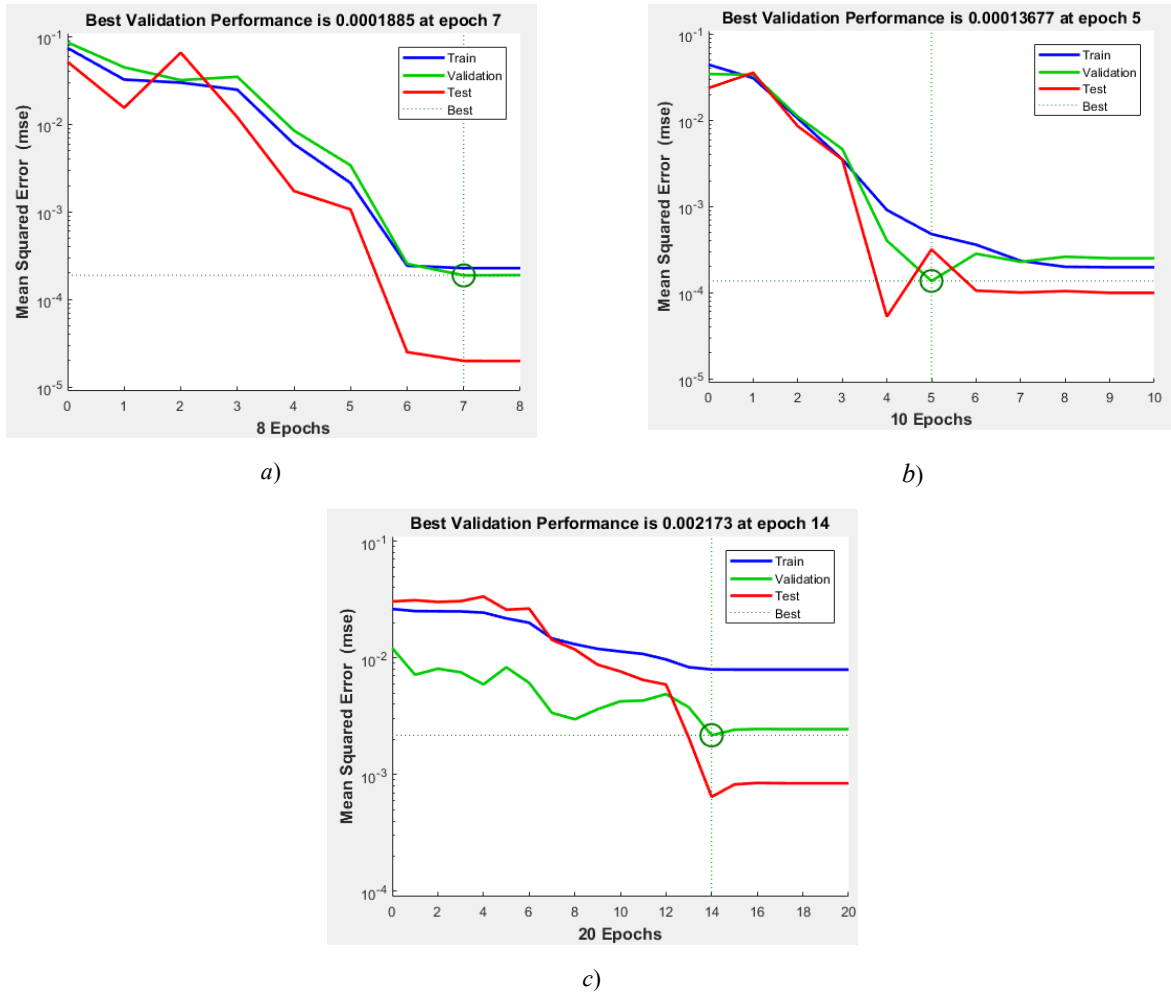 Best Validation Performance is 0.0001885 at epoch 7
Mean Squared Error (mse)
10^-1
10^-2
10^-3
10^-4
10^-5
Train
Validation
Test
Best
0 1 2 3 4 5 6 7 8
8 Epochs
a)
Best Validation Performance is 0.00013677 at epoch 5
Mean Squared Error (mse)
10^-1
10^-2
10^-3
10^-4
10^-5
Train
Validation
Test
Best
0 1 2 3 4 5 6 7 8 9 10
10 Epochs
b)
Best Validation Performance is 0.002173 at epoch 14
Mean Squared Error (mse)
10^-1
10^-2
10^-3
10^-4
Train
Validation
Test
Best
0 2 4 6 8 10 12 14 16 18 20
20 Epochs
c)